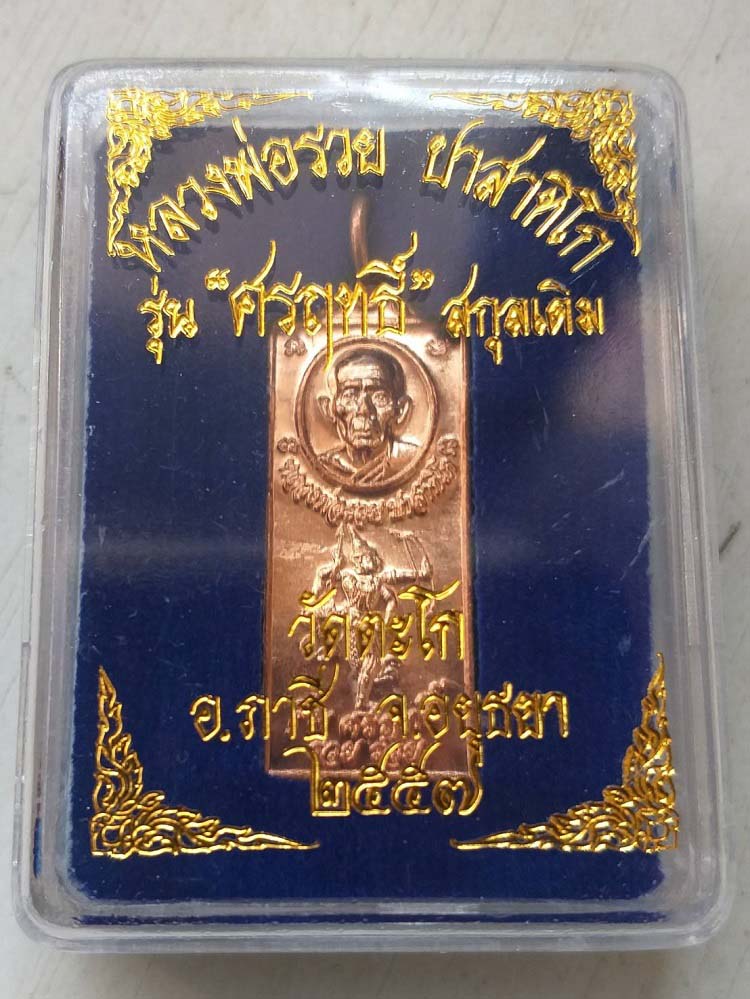 หลวงพ่อรวย ปาสาทิโก
รุ่น “ศรฤทธิ์” สกุลเดิม
วัดตะโก
อ.ภาชี จ.อยุธยา
๒๕๕๗